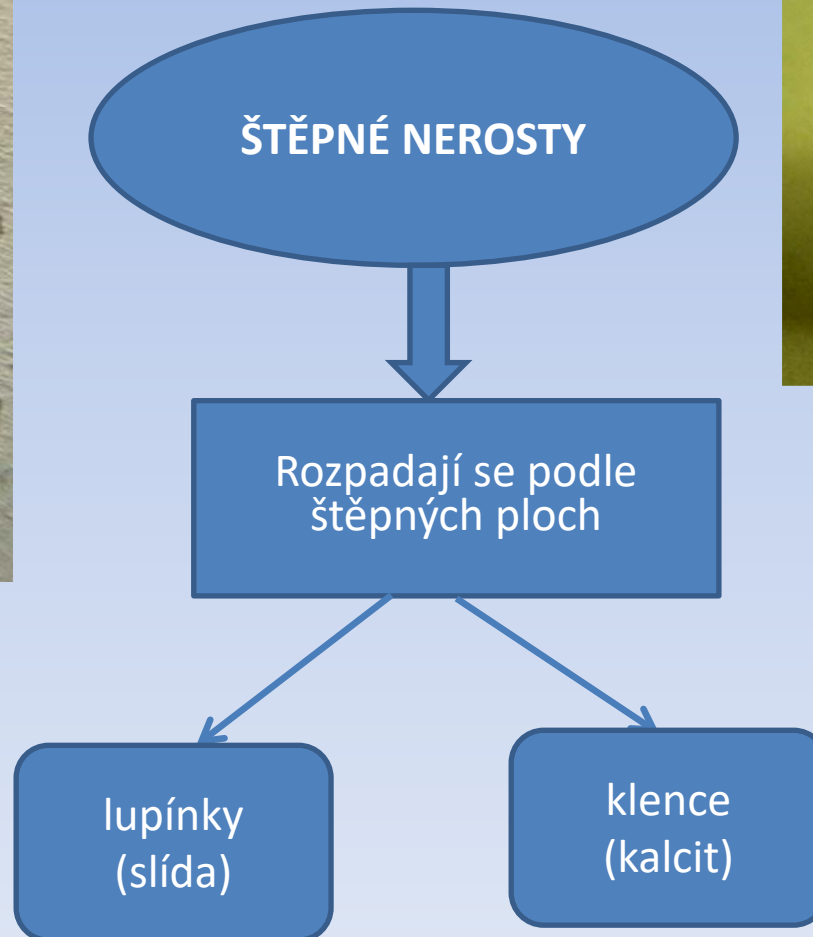 ŠTĚPNÉ NEROSTY
Rozpadají se podle
štěpných ploch
lupínky
(slída)
klence
(kalcit)